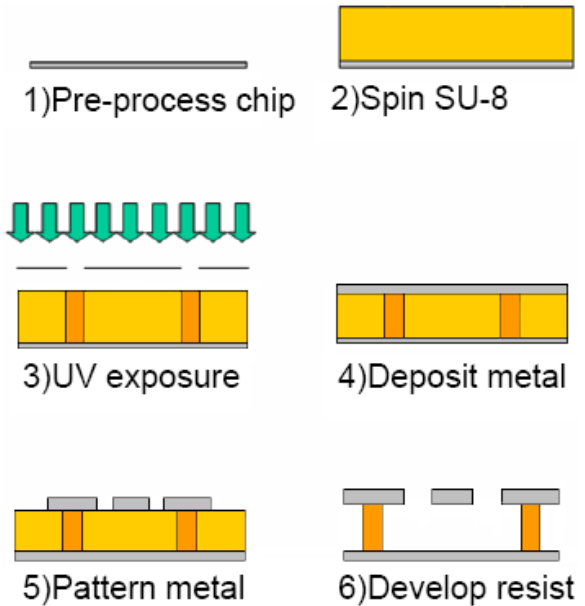 1)Pre-process chip
2)Spin SU-8
3)UV exposure
4)Deposit metal
5)Pattern metal
6)Develop resist